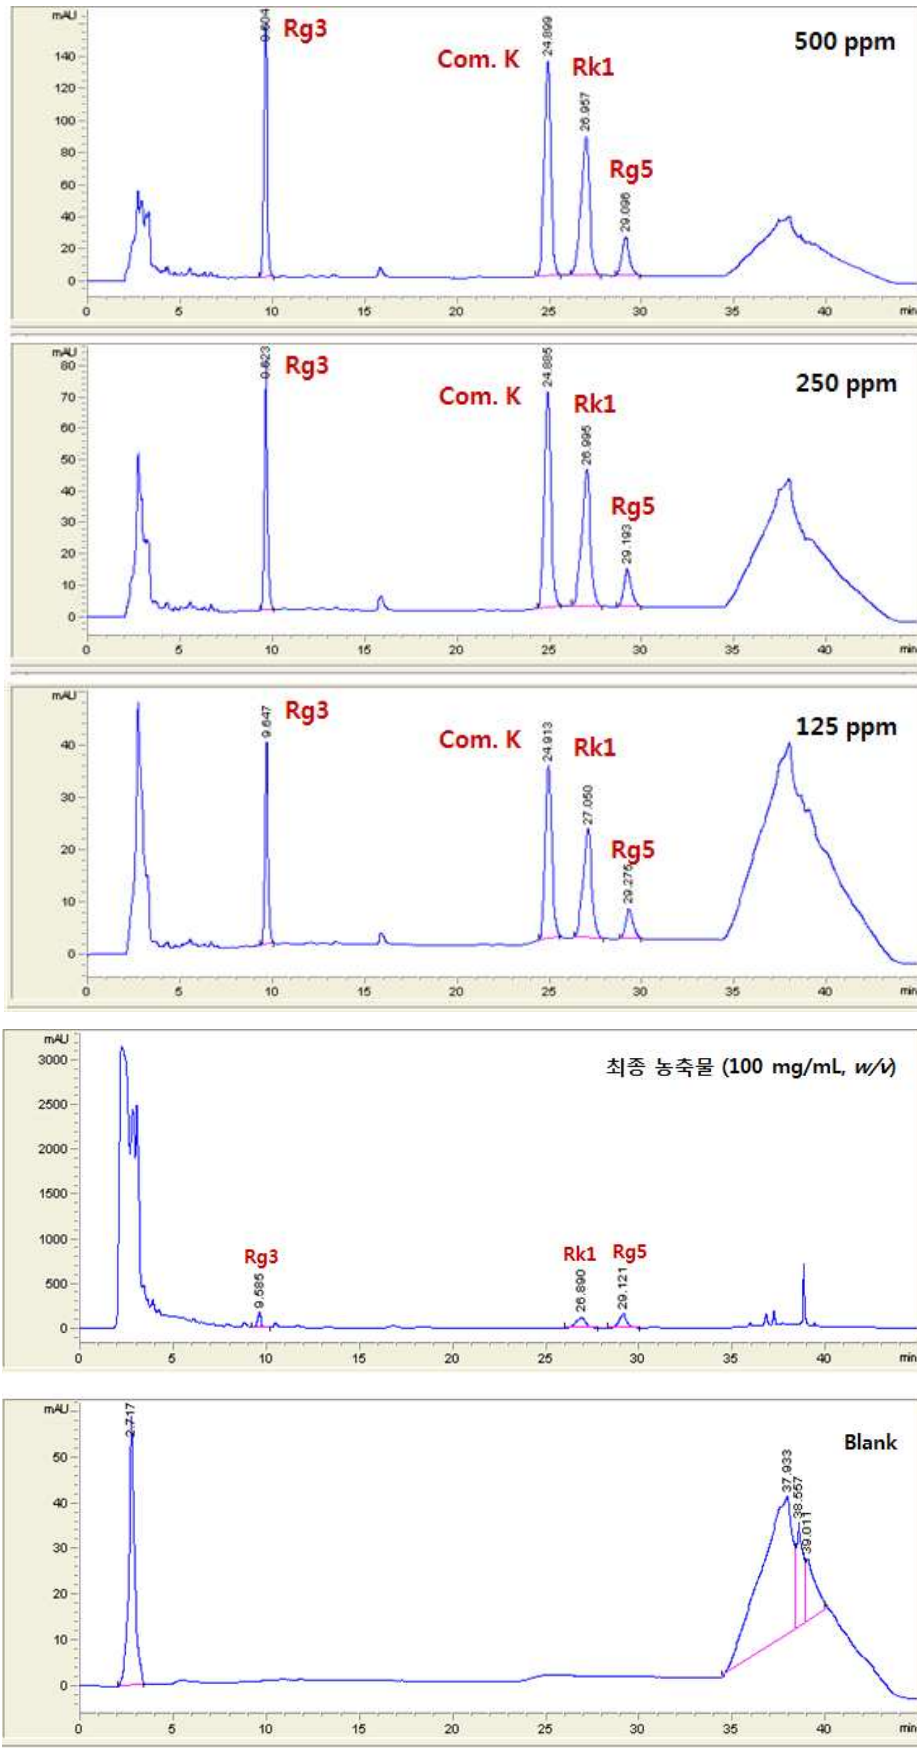 mAU
9.604
Rg3
24.899
500 ppm
Com. K
Rk1
26.957
Rg5
29.096
140
120
100
80
60
40
20
0
0 5 10 15 20 25 30 35 40 min
mAU
9.623
Rg3
24.885
250 ppm
Com. K
Rk1
26.995
Rg5
29.193
80
70
60
50
40
30
20
10
0
0 5 10 15 20 25 30 35 40 min
mAU
9.647
Rg3
24.913
125 ppm
Com. K
Rk1
27.050
Rg5
29.275
40
30
20
10
0
0 5 10 15 20 25 30 35 40 min
mAU
최종 농축물 (100 mg/mL, w/v)
3000
2500
2000
1500
1000
500
0
Rg3
9.585
Rk1
26.890
Rg5
29.121
0 5 10 15 20 25 30 35 40 min
mAU
2.717
Blank
37.933
38.557
39.011
50
40
30
20
10
0
0 5 10 15 20 25 30 35 40 min